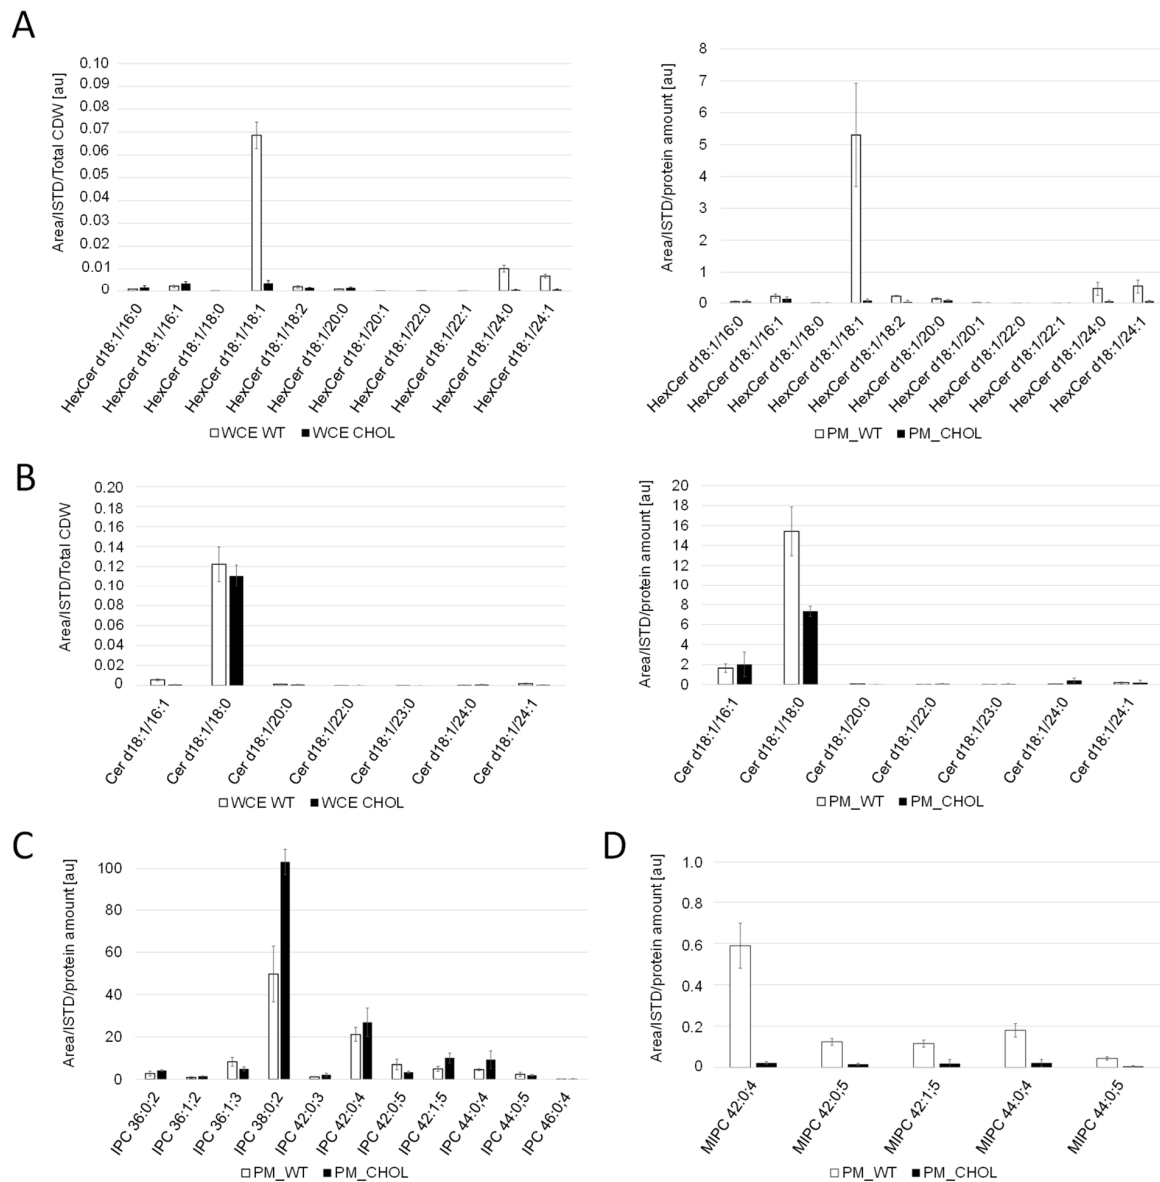 A
Area/ISTD/Total CDW [au]
0.10
0.09
0.08
0.07
0.06
0.05
0.04
0.03
0.02
0.01
0
HexCer d18:1/16:0
HexCer d18:1/16:1
HexCer d18:1/18:0
HexCer d18:1/18:1
HexCer d18:1/18:2
HexCer d18:1/20:0
HexCer d18:1/20:1
HexCer d18:1/22:0
HexCer d18:1/22:1
HexCer d18:1/24:0
HexCer d18:1/24:1
WCE WT WCE CHOL
Area/ISTD/protein amount [au]
8
7
6
5
4
3
2
1
0
HexCer d18:1/16:0
HexCer d18:1/16:1
HexCer d18:1/18:0
HexCer d18:1/18:1
HexCer d18:1/18:2
HexCer d18:1/20:0
HexCer d18:1/20:1
HexCer d18:1/22:0
HexCer d18:1/22:1
HexCer d18:1/24:0
HexCer d18:1/24:1
PM_WT PM_CHOL
B
Area/ISTD/Total CDW
0.20
0.18
0.16
0.14
0.12
0.10
0.08
0.06
0.04
0.02
0
Cer d18:1/16:1
Cer d18:1/18:0
Cer d18:1/20:0
Cer d18:1/22:0
Cer d18:1/23:0
Cer d18:1/24:0
Cer d18:1/24:1
WCE WT WCE CHOL
Area/ISTD/protein amount [au]
20
18
16
14
12
10
8
6
4
2
0
Cer d18:1/16:1
Cer d18:1/18:0
Cer d18:1/20:0
Cer d18:1/22:0
Cer d18:1/23:0
Cer d18:1/24:0
Cer d18:1/24:1
PM_WT PM_CHOL
C
Area/ISTD/protein amount [au]
100
80
60
40
20
0
IPC 36:0;2
IPC 36:1;2
IPC 36:1;3
IPC 38:0;2
IPC 42:0;3
IPC 42:0;4
IPC 42:0;5
IPC 42:1;5
IPC 44:0;4
IPC 44:0;5
IPC 46:0;4
PM_WT PM_CHOL
D
Area/ISTD/protein amount [au]
1.0
0.8
0.6
0.4
0.2
0
MIPC 42:0;4
MIPC 42:0;5
MIPC 42:1;5
MIPC 44:0;4
MIPC 44:0;5
PM_WT PM_CHOL